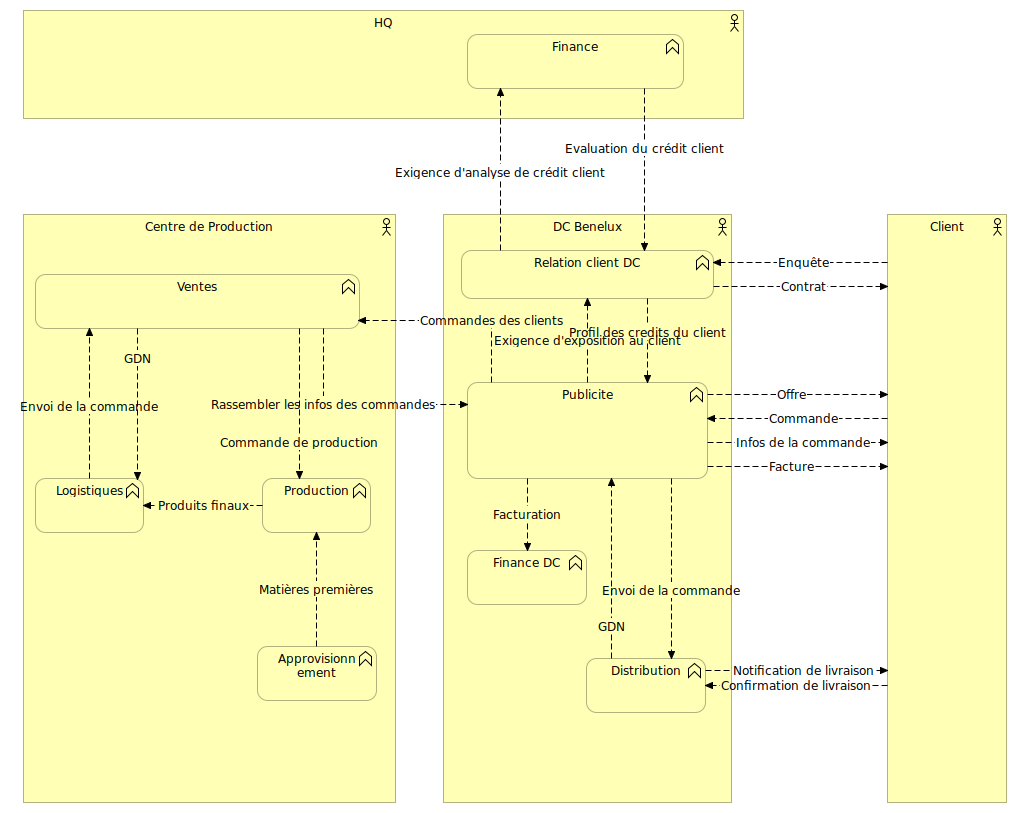 HQ
Finance
Evaluation du crédit client
Exigence d'analyse de crédit client
Centre de Production
DC Benelux
Client
Relation client DC
Enquête
Ventes
Contrat
Commandes des clients
Profil des credits du client
Exigence d'exposition au client
GDN
Publicite
Offre
Envoi de la commande
Rassembler les infos des commandes
Commande
Commande de production
Infos de la commande
Facture
Logistiques
Production
Produits finaux
Facturation
Finance DC
Matières premières
Envoi de la commande
GDN
Approvisionn
ement
Distribution
Notification de livraison
Confirmation de livraison